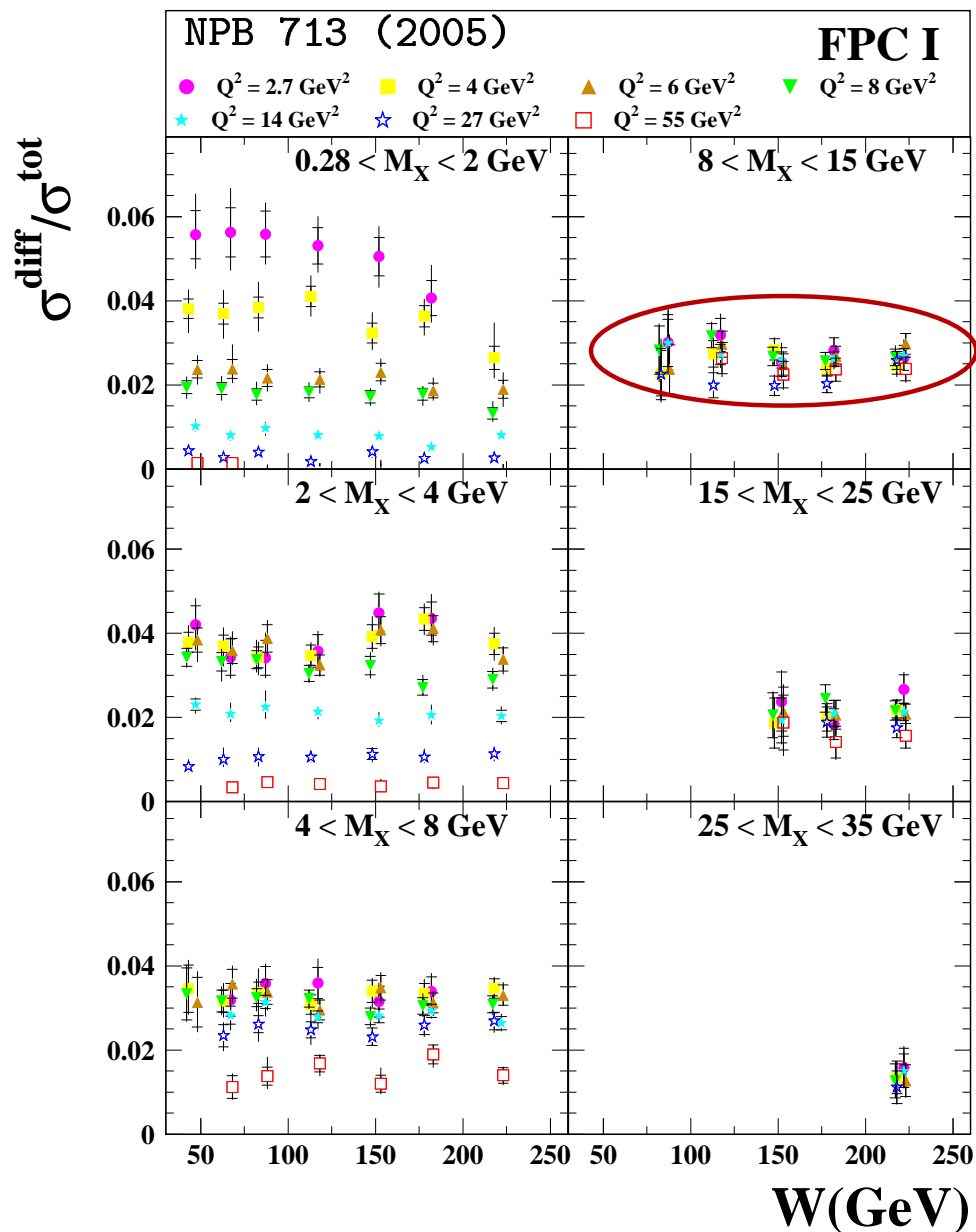 NPB 713 (2005)
FPC I
Q² = 2.7 GeV²
Q² = 4 GeV²
Q² = 6 GeV²
Q² = 8 GeV²
Q² = 14 GeV²
Q² = 27 GeV²
Q² = 55 GeV²
σ^diff/σ^tot
0.28 < M_X < 2 GeV
8 < M_X < 15 GeV
0.06
0.04
0.02
0
2 < M_X < 4 GeV
15 < M_X < 25 GeV
0.06
0.04
0.02
0
4 < M_X < 8 GeV
25 < M_X < 35 GeV
0.06
0.04
0.02
0
50 100 150 200 250
50 100 150 200 250
W(GeV)